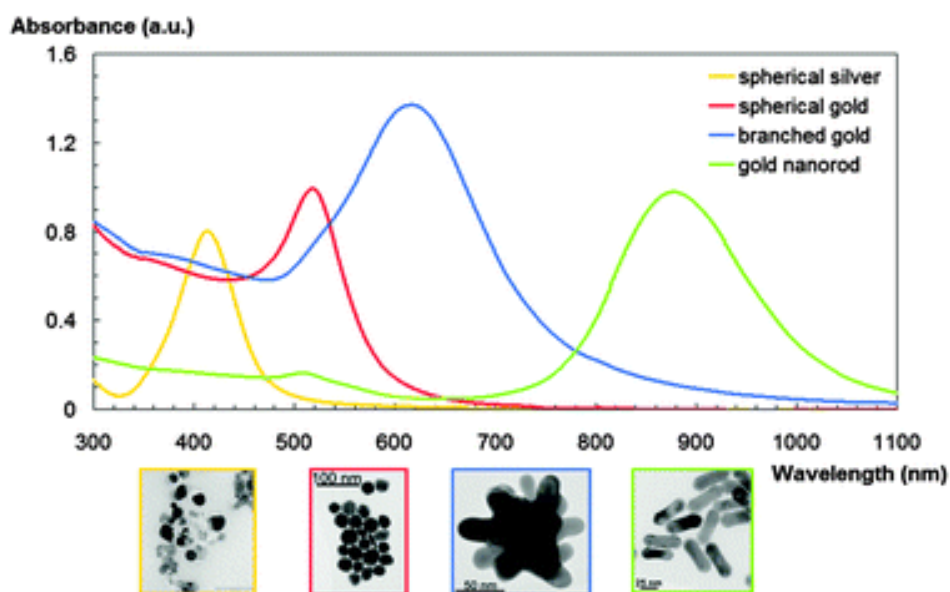 Absorbance (a.u.)
1.6
1.2
0.8
0.4
0
spherical silver
spherical gold
branched gold
gold nanorod
300 400 500 600 700 800 900 1000 1100
Wavelength (nm)
100 nm
50 nm